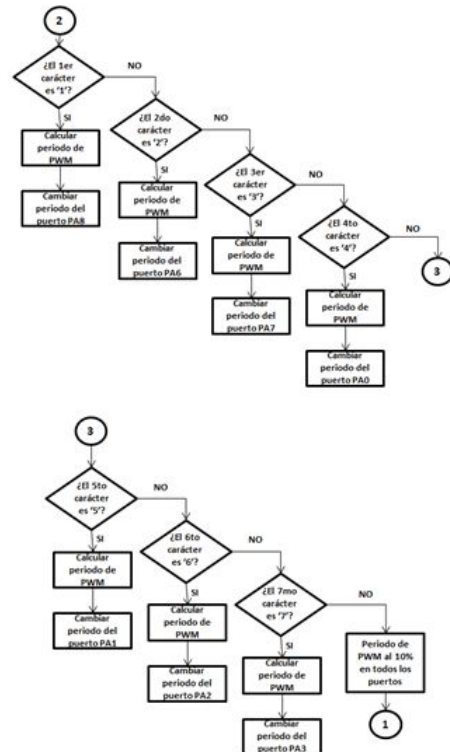 2
¿El 1er
carácter
es '1'?
NO
SI
Calcular
periodo de
PWM
Cambiar
periodo del
puerto PA8
¿El 2do
carácter
es '2'?
NO
SI
Calcular
periodo de
PWM
Cambiar
periodo del
puerto PA6
¿El 3er
carácter
es '3'?
NO
SI
Calcular
periodo de
PWM
Cambiar
periodo del
puerto PA7
¿El 4to
carácter
es '4'?
NO
3
SI
Calcular
periodo de
PWM
Cambiar
periodo del
puerto PA0
3
¿El 5to
carácter
es '5'?
NO
SI
Calcular
periodo de
PWM
Cambiar
periodo del
puerto PA1
¿El 6to
carácter
es '6'?
NO
SI
Calcular
periodo de
PWM
Cambiar
periodo del
puerto PA2
¿El 7mo
carácter
es '7'?
NO
SI
Calcular
periodo de
PWM
Cambiar
periodo del
puerto PA3
Periodo de
PWM al 10%
en todos los
puertos
1